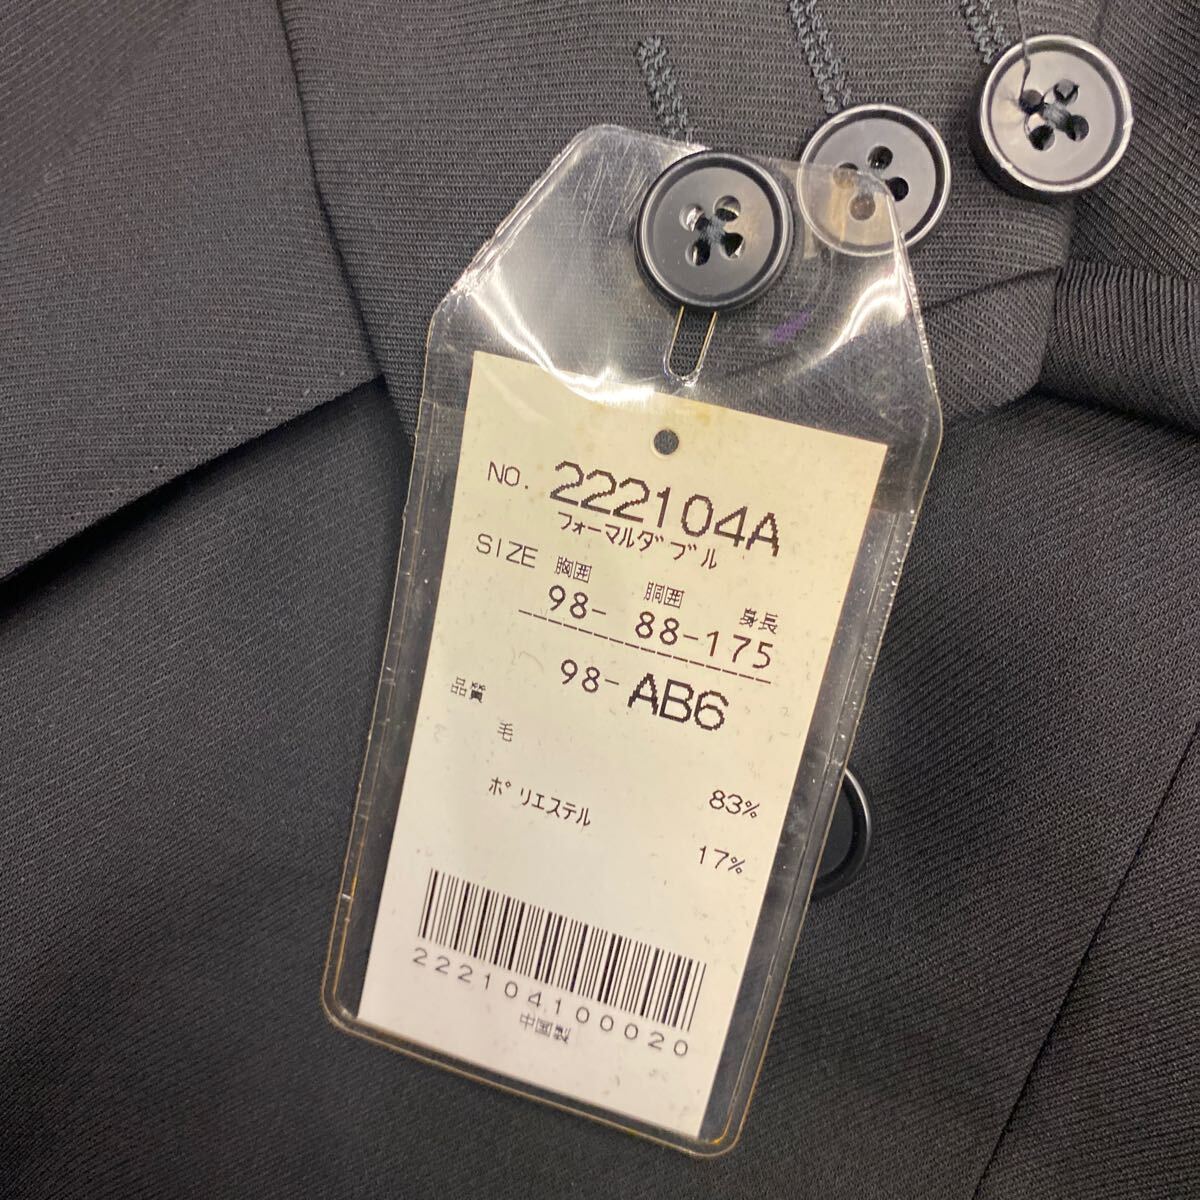 NO. 222104A
フォーマルダブル
SIZE 胸囲 胴囲 身長
98- 88-175
98-AB6
品質
毛 83%
ポリエステル 17%
222104100020
中国製